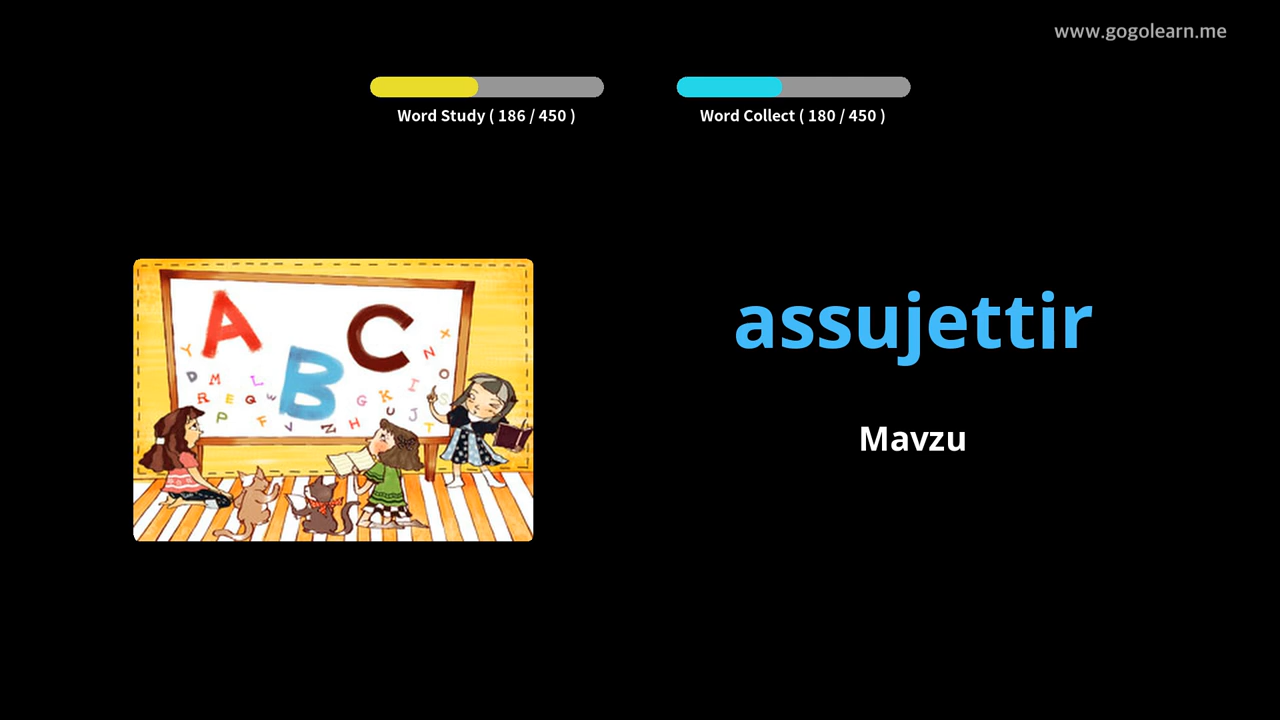 www.gogolearn.me
Word Study ( 186 / 450 )
Word Collect ( 180 / 450 )
A
B
C
X
Y
N
D
M
L
O
I
R
E
Q
W
G
K
S
P
F
U
J
V
Z
H
T
assujettir
Mavzu